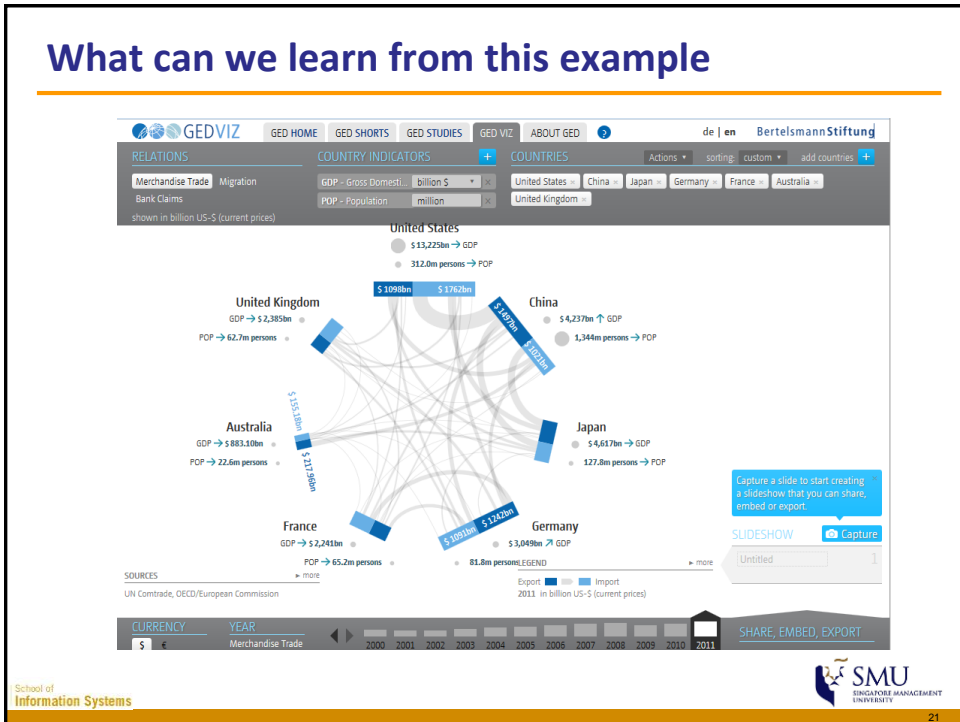 What can we learn from this example
GEDVIZ
GED HOME GED SHORTS GED STUDIES GED VIZ ABOUT GED ?
de | en BertelsmannStiftung
RELATIONS
Merchandise Trade Migration
Bank Claims
shown in billion US-$ (current prices)
COUNTRY INDICATORS +
GDP - Gross Domesti... billion $ ▾ ×
POP - Population million ×
COUNTRIES Actions ▾ sorting: custom ▾ add countries +
United States × China × Japan × Germany × France × Australia ×
United Kingdom ×
United States
$ 13,225bn → GDP
312.0m persons → POP
$ 1098bn $ 1762bn
United Kingdom
GDP → $ 2,385bn
POP → 62.7m persons
China
$ 4,237bn ↑ GDP
1,344m persons → POP
$ 1497bn $ 1021bn
Australia
GDP → $ 883.10bn
POP → 22.6m persons
$ 155.18bn
$ 217.96bn
Japan
$ 4,617bn → GDP
127.8m persons → POP
France
GDP → $ 2,241bn
POP → 65.2m persons
$ 1091bn $ 1242bn
Germany
$ 3,049bn ↗ GDP
81.8m persons
Capture a slide to start creating ×
a slideshow that you can share,
embed or export.
SLIDESHOW Capture
Untitled 1
SOURCES ▸ more
UN Comtrade, OECD/European Commission
LEGEND ▸ more
Export Import
2011 in billion US-$ (current prices)
CURRENCY
$ €
YEAR
Merchandise Trade
2000 2001 2002 2003 2004 2005 2006 2007 2008 2009 2010 2011
SHARE, EMBED, EXPORT
School of
Information Systems
SMU
SINGAPORE MANAGEMENT
UNIVERSITY
21